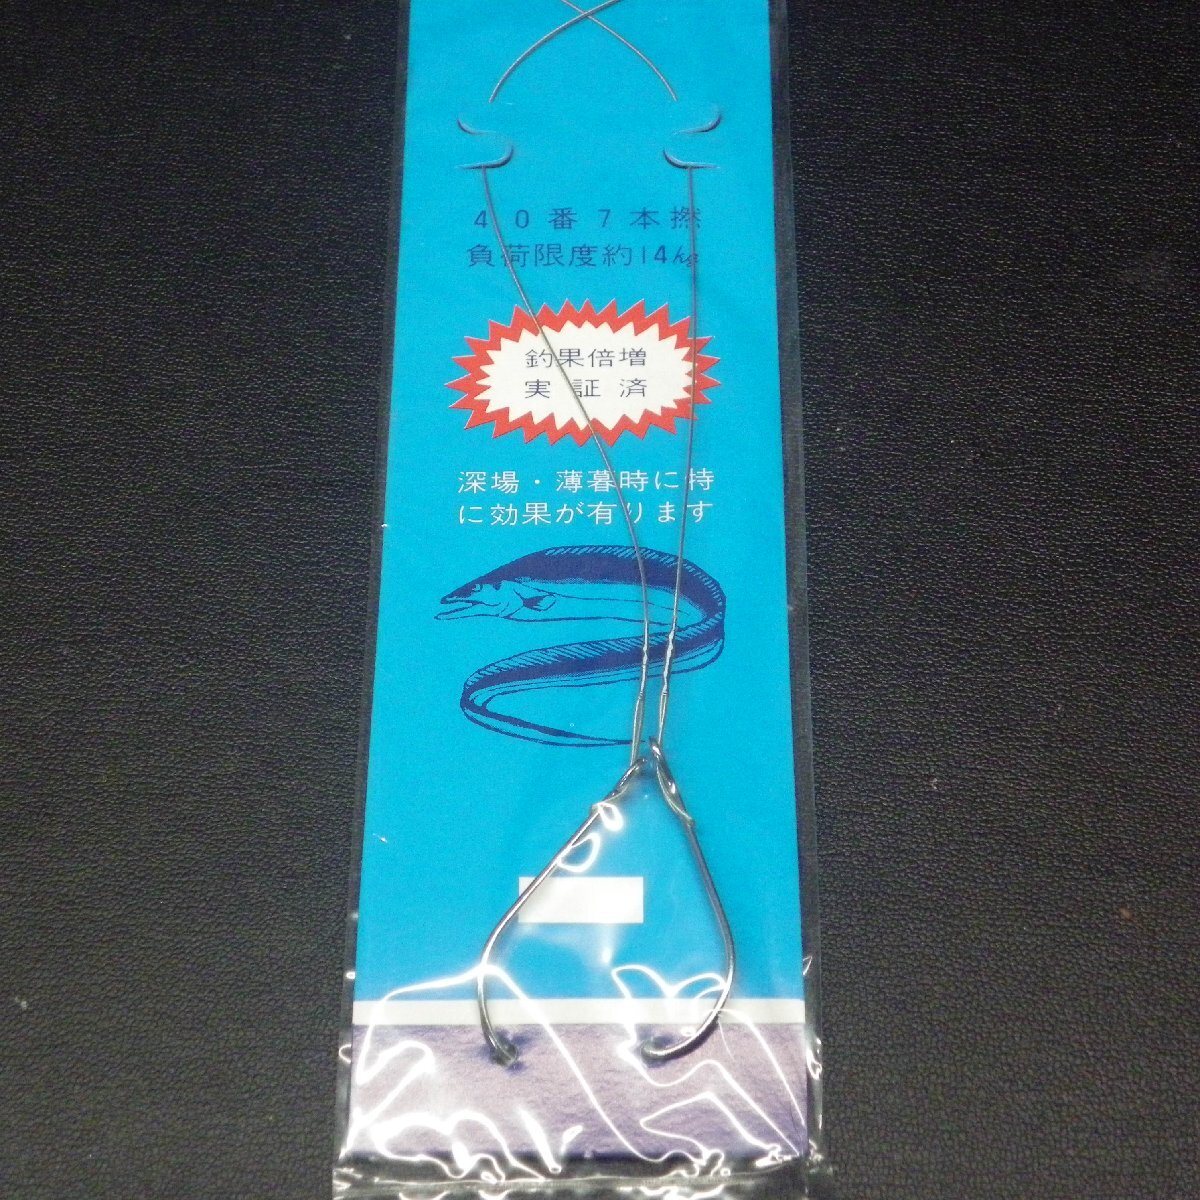 40番7本撚
負荷限度約14kg
釣果倍増
実証済
深場・薄暮時に特
に効果が有ります